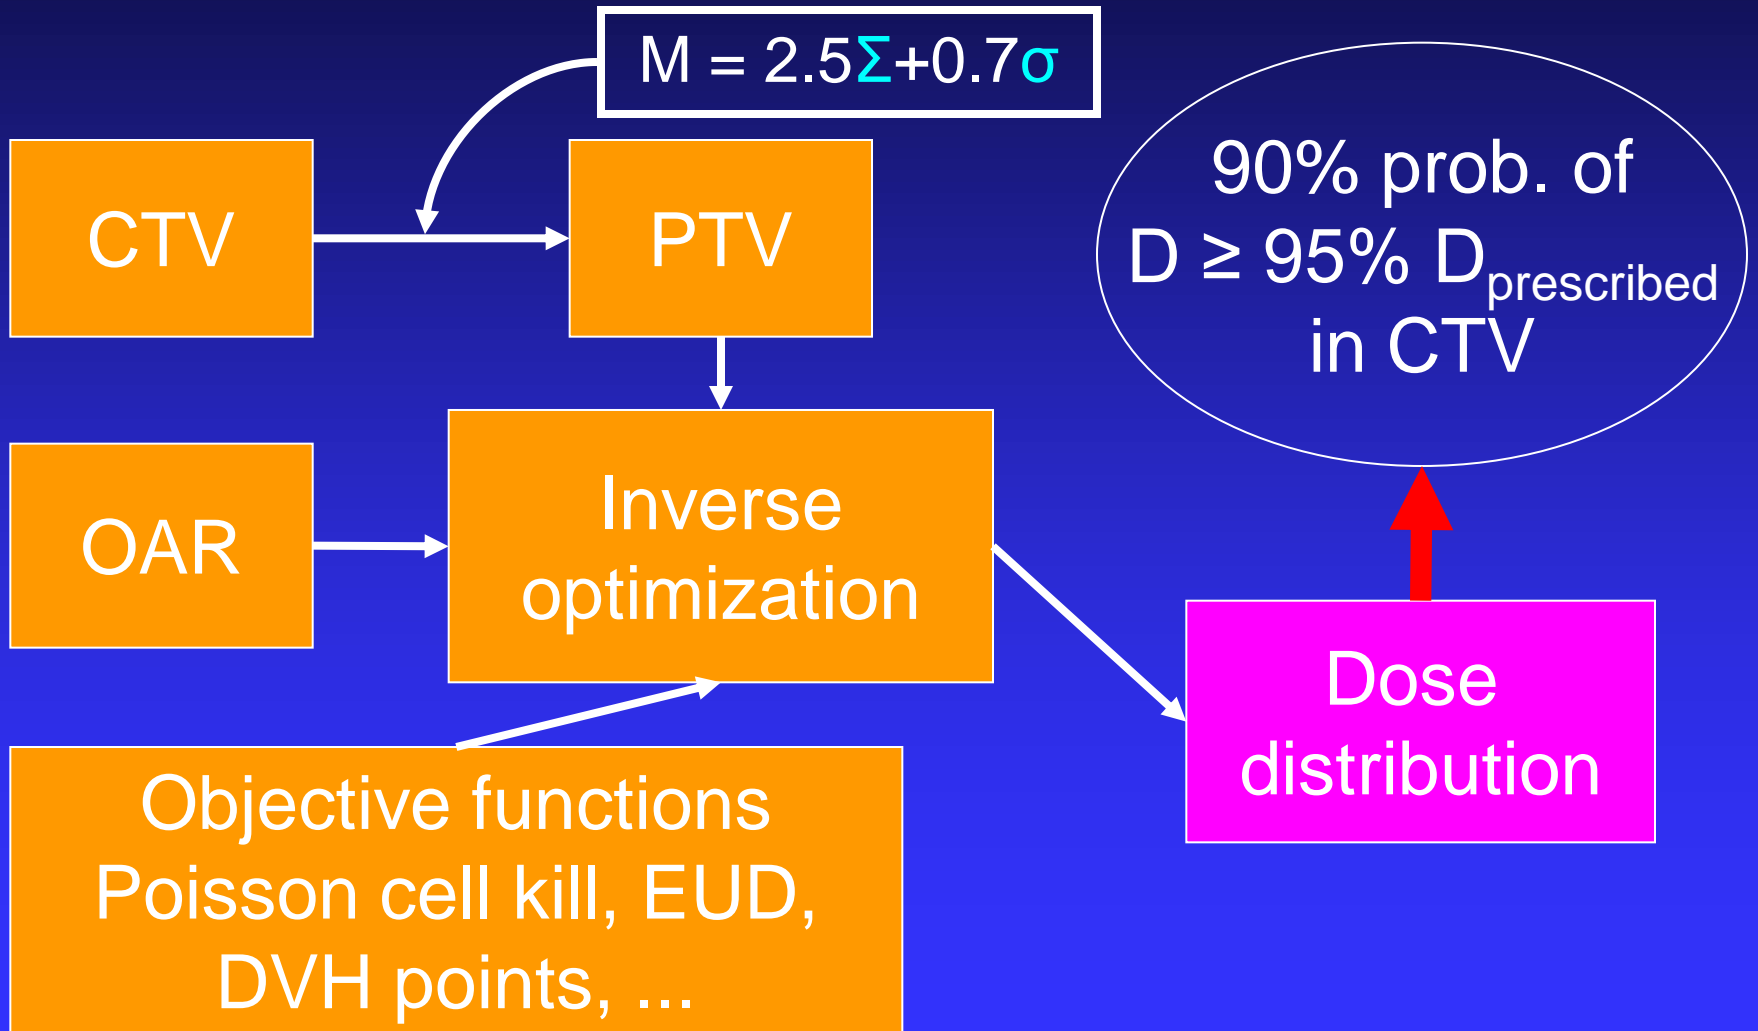 M = 2.5Σ+0.7σ
CTV
PTV
90% prob. of
D ≥ 95% Dprescribed
in CTV
OAR
Inverse
optimization
Dose
distribution
Objective functions
Poisson cell kill, EUD,
DVH points, ...